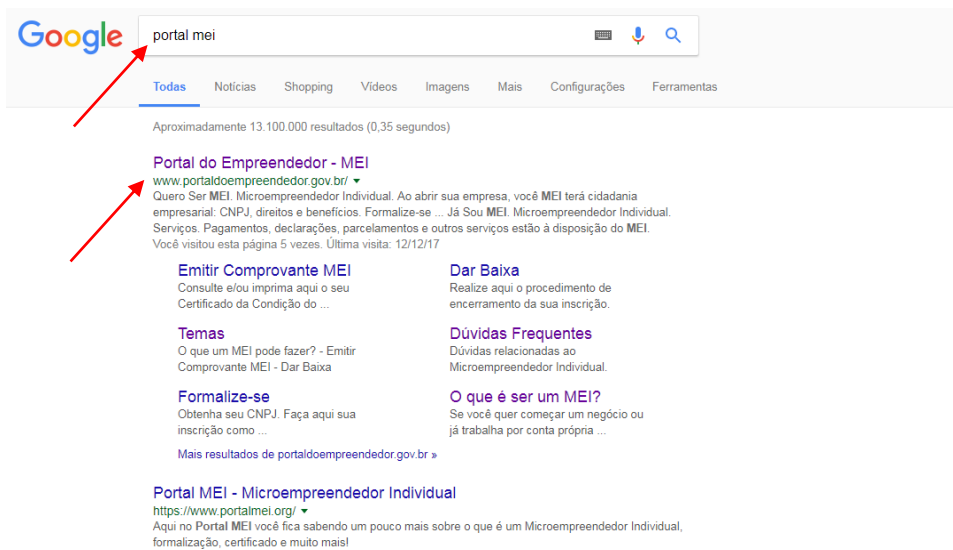 Google
portal mei
Todas Notícias Shopping Vídeos Imagens Mais Configurações Ferramentas
Aproximadamente 13.100.000 resultados (0,35 segundos)
Portal do Empreendedor - MEI
www.portaldoempreendedor.gov.br/
Quero Ser MEI. Microempreendedor Individual. Ao abrir sua empresa, você MEI terá cidadania
empresarial: CNPJ, direitos e benefícios. Formalize-se ... Já Sou MEI. Microempreendedor Individual.
Serviços. Pagamentos, declarações, parcelamentos e outros serviços estão à disposição do MEI.
Você visitou esta página 5 vezes. Última visita: 12/12/17
Emitir Comprovante MEI
Consulte e/ou imprima aqui o seu
Certificado da Condição do ...
Dar Baixa
Realize aqui o procedimento de
encerramento da sua inscrição.
Temas
O que um MEI pode fazer? - Emitir
Comprovante MEI - Dar Baixa
Dúvidas Frequentes
Dúvidas relacionadas ao
Microempreendedor Individual.
Formalize-se
Obtenha seu CNPJ. Faça aqui sua
inscrição como ...
O que é ser um MEI?
Se você quer começar um negócio ou
já trabalha por conta própria ...
Mais resultados de portaldoempreendedor.gov.br »
Portal MEI - Microempreendedor Individual
https://www.portalmei.org/
Aqui no Portal MEI você fica sabendo um pouco mais sobre o que é um Microempreendedor Individual,
formalização, certificado e muito mais!